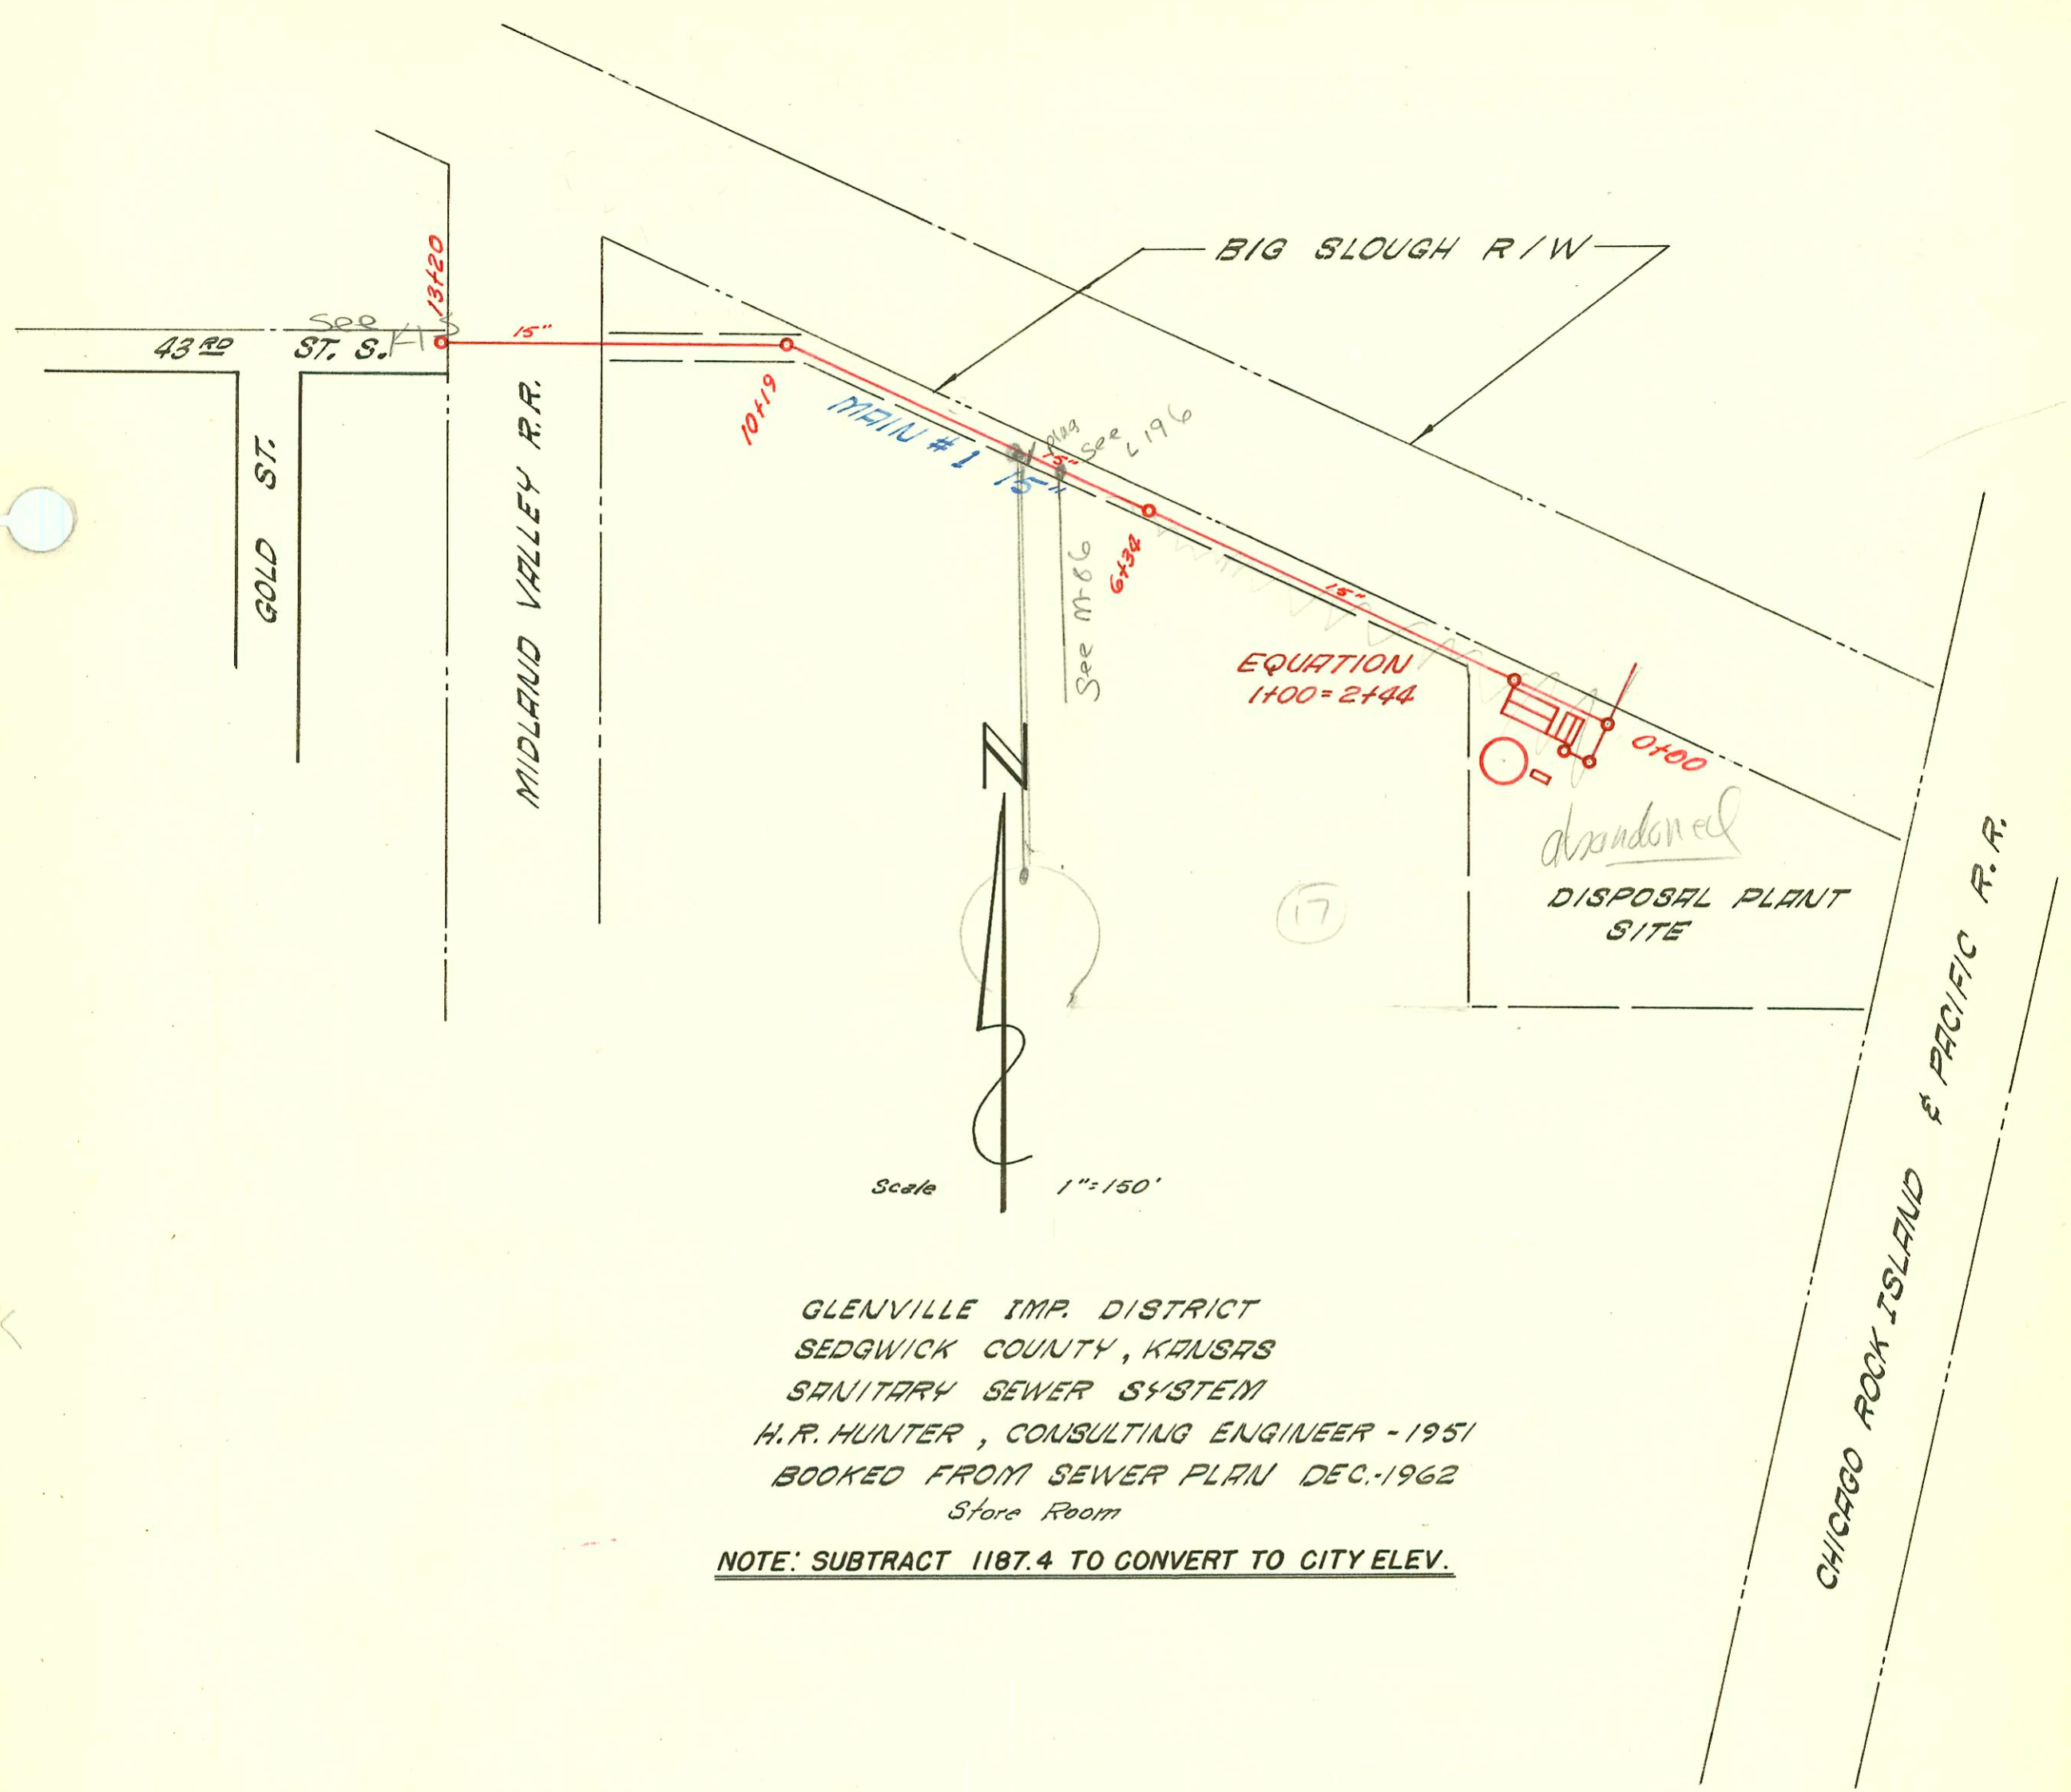 BIG SLOUGH R/W
13+20
See
43RD ST. S.
15"
10+19
MAIN # 1
15"
plug
15"
See L 196
GOLD ST.
MIDLAND VALLEY R.R.
See M-86
6+34
15"
EQUATION
1+00 = 2+44
0+00
N
abandoned
17
DISPOSAL PLANT
SITE
CHICAGO ROCK ISLAND & PACIFIC R.R.
Scale 1"=150'
GLENVILLE IMP. DISTRICT
SEDGWICK COUNTY, KANSAS
SANITARY SEWER SYSTEM
H.R. HUNTER, CONSULTING ENGINEER - 1951
BOOKED FROM SEWER PLAN DEC.-1962
Store Room
NOTE: SUBTRACT 1187.4 TO CONVERT TO CITY ELEV.